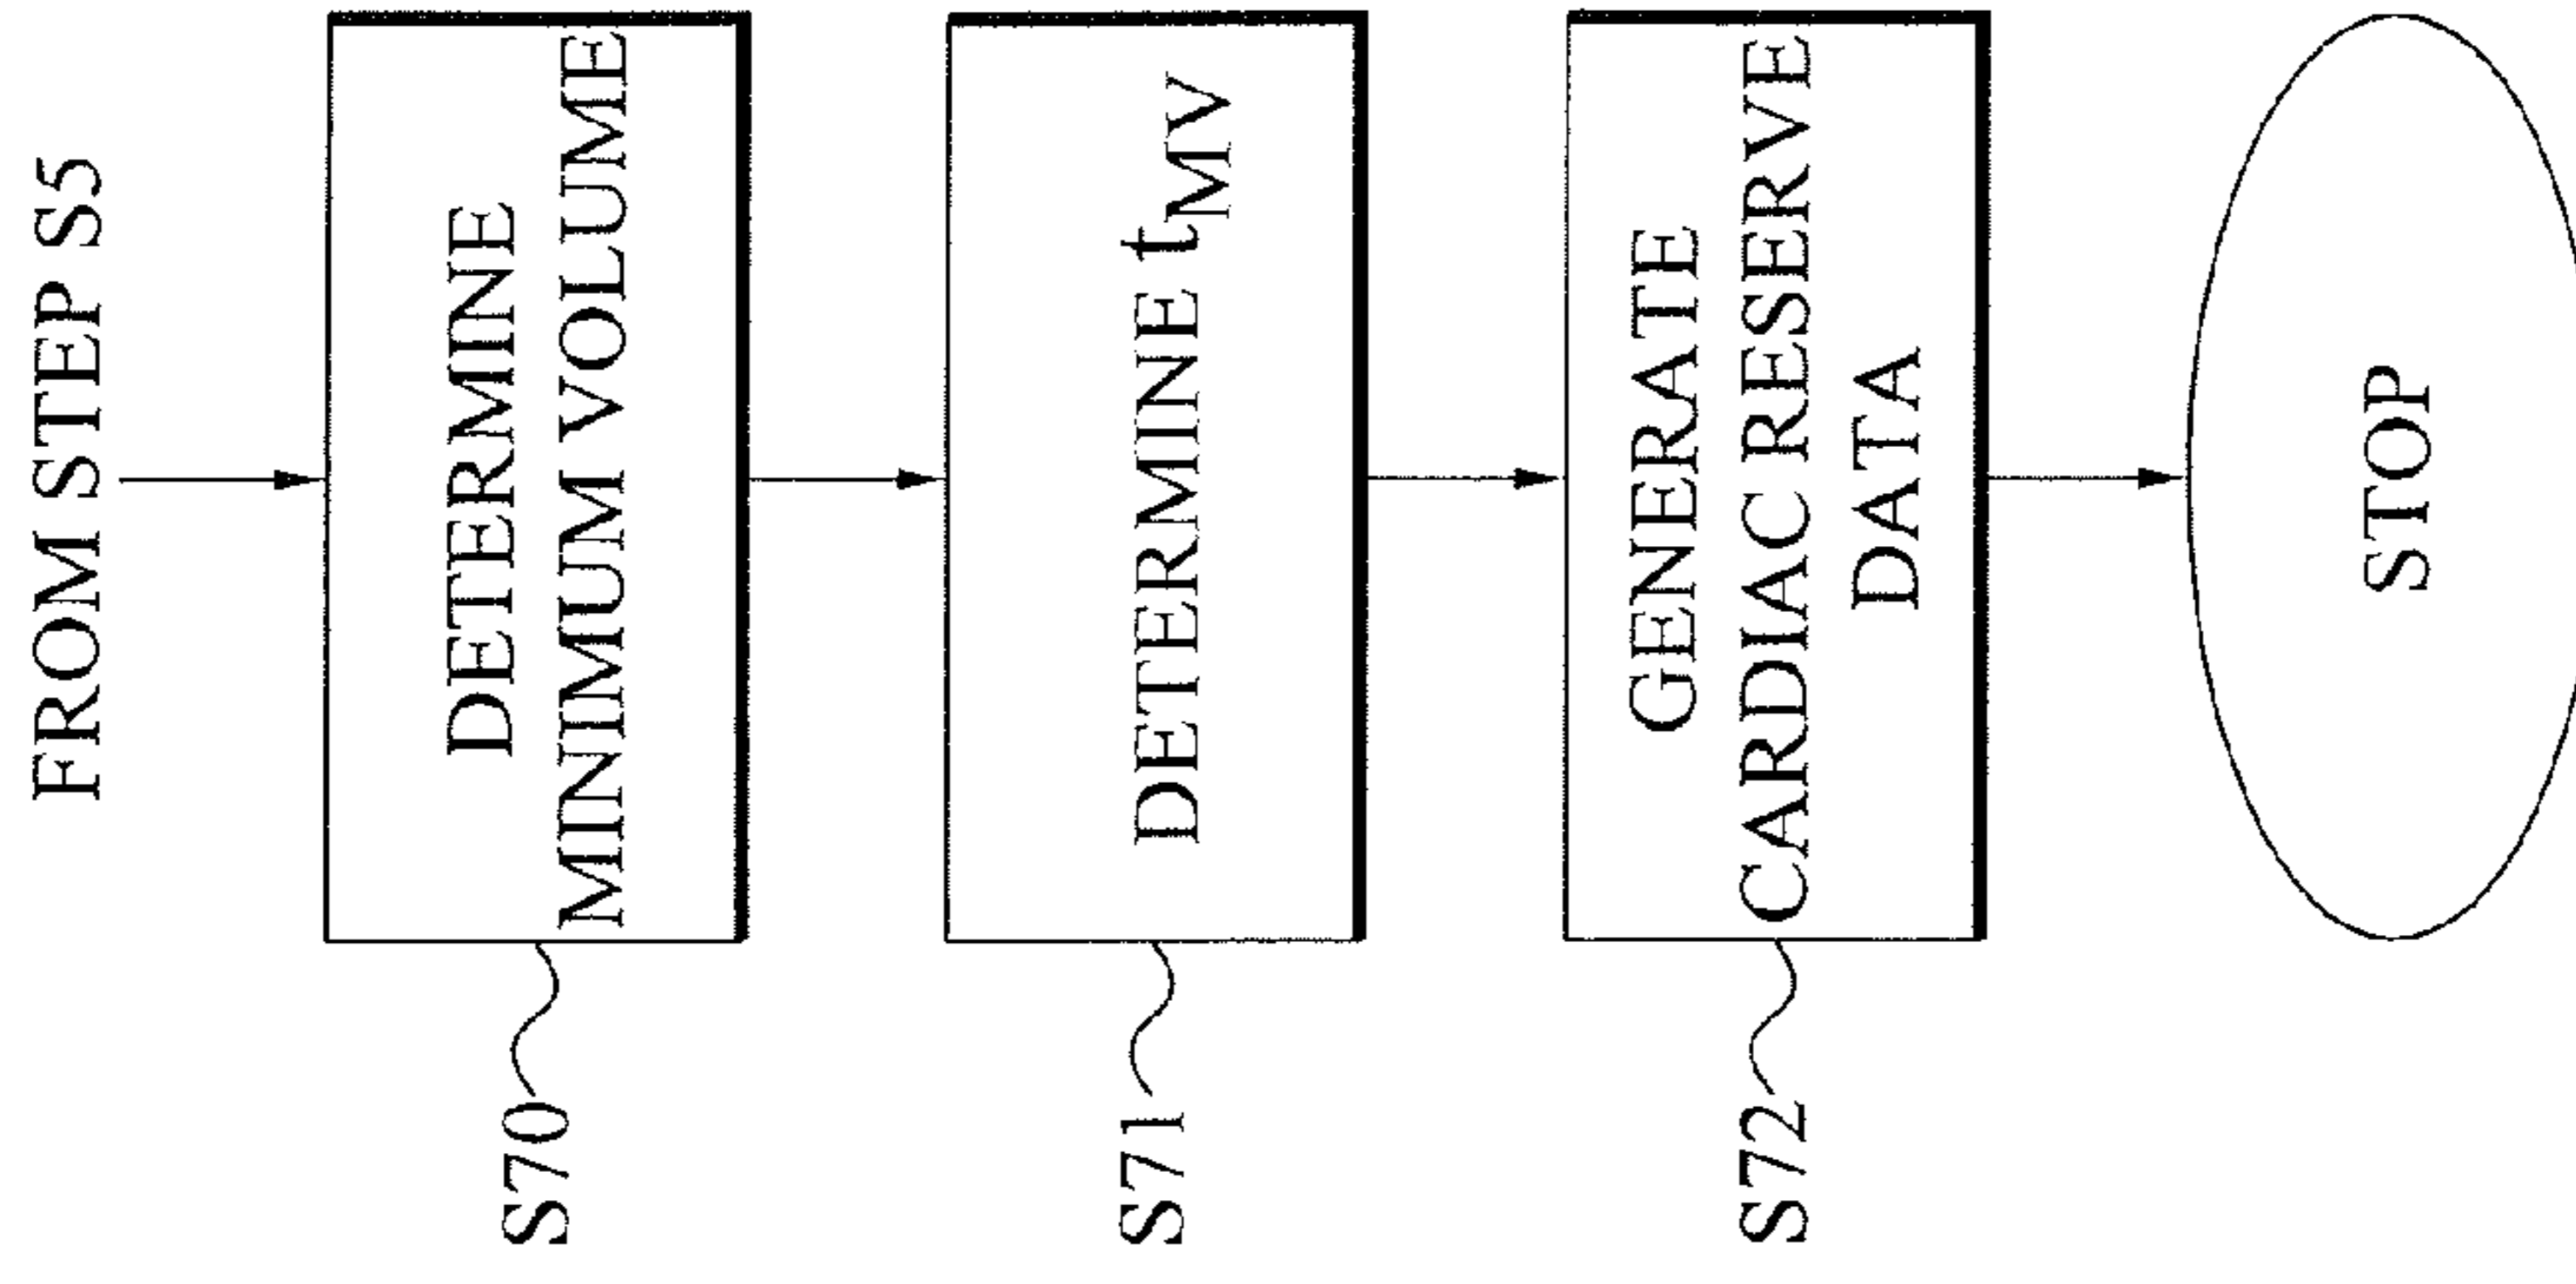 FROM STEP S5
DETERMINE
MINIMUM VOLUME
S70
DETERMINE tMV
S71
GENERATE
CARDIAC RESERVE
DATA
S72
STOP